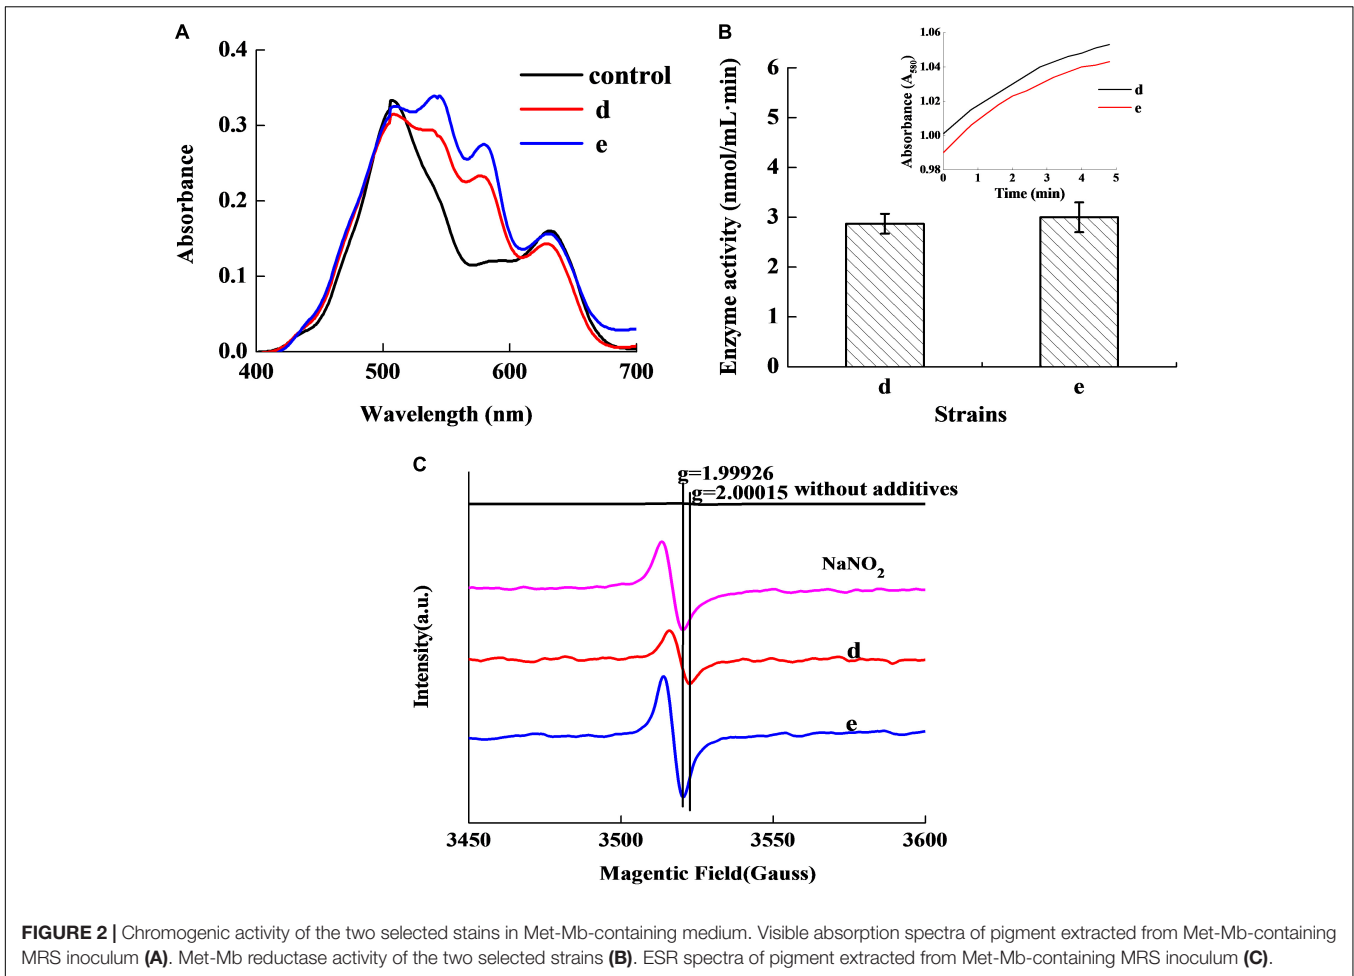 A
0.4
0.3
0.2
0.1
0.0
Absorbance
control
d
e
400
500
600
700
Wavelength (nm)
B
6
5
4
3
2
1
0
Enzyme activity (nmol/mL·min)
1.06
1.04
1.02
1.00
0.98
Absorbance (A580)
d
e
0
1
2
3
4
5
Time (min)
d
e
Strains
C
g=1.99926
g=2.00015 without additives
NaNO2
d
e
Intensity(a.u.)
3450
3500
3550
3600
Magentic Field(Gauss)
FIGURE 2 | Chromogenic activity of the two selected stains in Met-Mb-containing medium. Visible absorption spectra of pigment extracted from Met-Mb-containing
MRS inoculum (A). Met-Mb reductase activity of the two selected strains (B). ESR spectra of pigment extracted from Met-Mb-containing MRS inoculum (C).